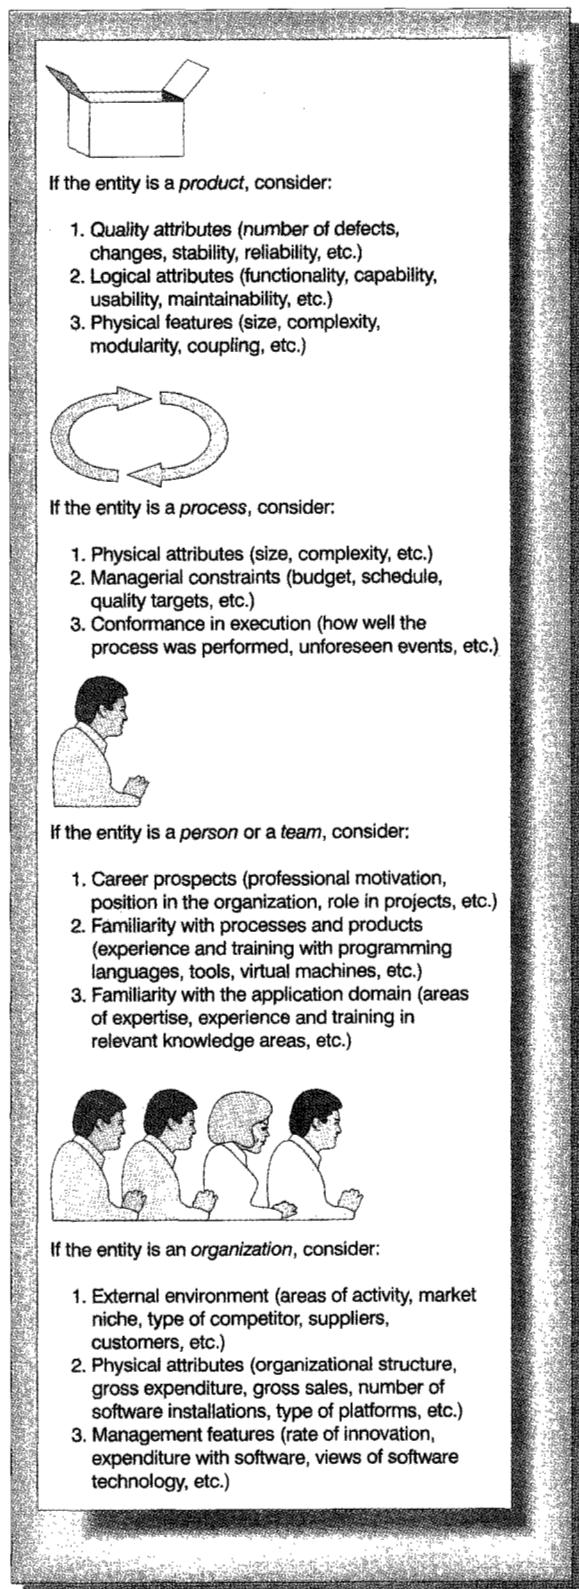 If the entity is a product, consider:
1. Quality attributes (number of defects,
changes, stability, reliability, etc.)
2. Logical attributes (functionality, capability,
usability, maintainability, etc.)
3. Physical features (size, complexity,
modularity, coupling, etc.)
If the entity is a process, consider:
1. Physical attributes (size, complexity, etc.)
2. Managerial constraints (budget, schedule,
quality targets, etc.)
3. Conformance in execution (how well the
process was performed, unforeseen events, etc.)
If the entity is a person or a team, consider:
1. Career prospects (professional motivation,
position in the organization, role in projects, etc.)
2. Familiarity with processes and products
(experience and training with programming
languages, tools, virtual machines, etc.)
3. Familiarity with the application domain (areas
of expertise, experience and training in
relevant knowledge areas, etc.)
If the entity is an organization, consider:
1. External environment (areas of activity, market
niche, type of competitor, suppliers,
customers, etc.)
2. Physical attributes (organizational structure,
gross expenditure, gross sales, number of
software installations, type of platforms, etc.)
3. Management features (rate of innovation,
expenditure with software, views of software
technology, etc.)